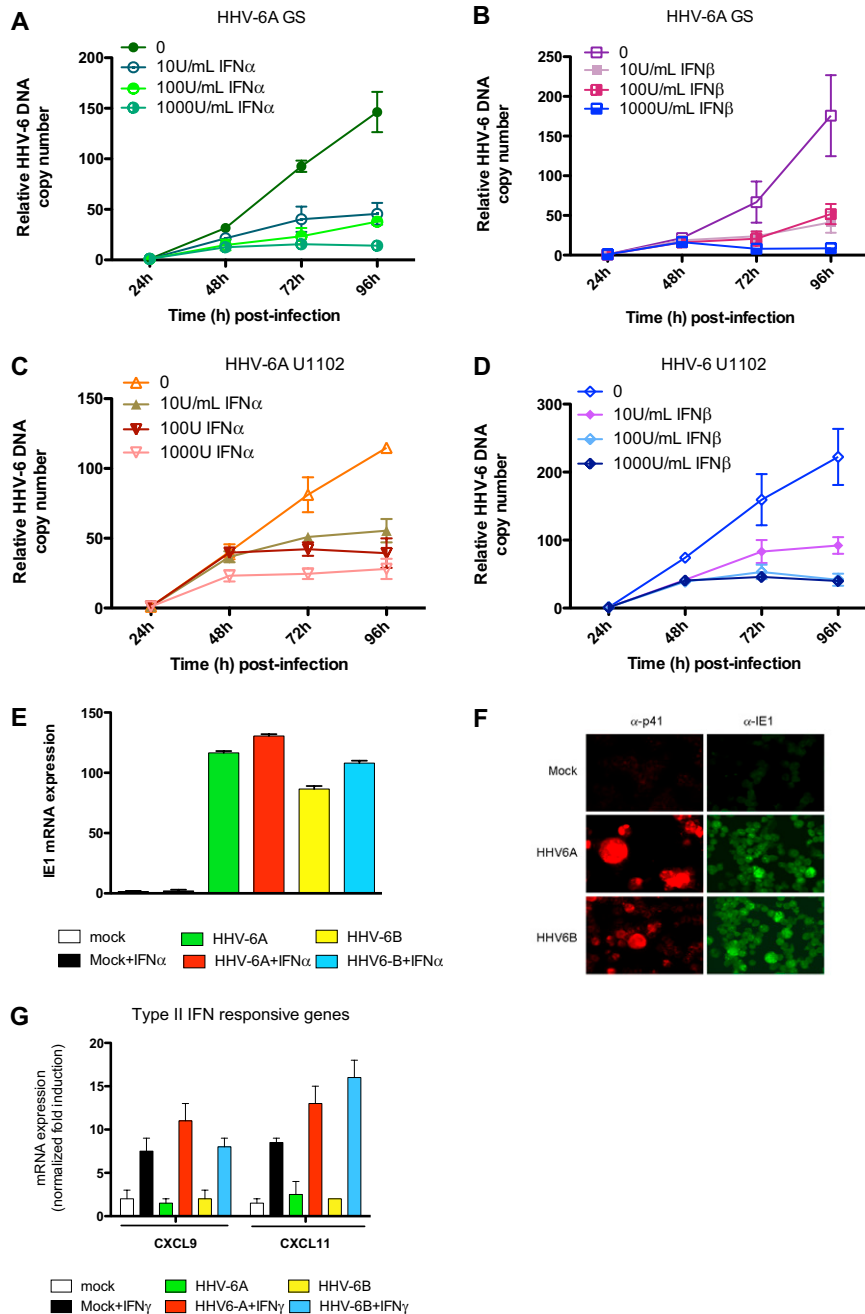 A
HHV-6A GS
Relative HHV-6 DNA
copy number
200
150
100
50
0
0
10U/mL IFNα
100U/mL IFNα
1000U/mL IFNα
24h
48h
72h
96h
Time (h) post-infection
B
HHV-6A GS
Relative HHV-6 DNA
copy number
250
200
150
100
50
0
0
10U/mL IFNβ
100U/mL IFNβ
1000U/mL IFNβ
24h
48h
72h
96h
Time (h) post-infection
C
HHV-6A U1102
Relative HHV-6 DNA
copy number
150
100
50
0
0
10U/mL IFNα
100U IFNα
1000U IFNα
24h
48h
72h
96h
Time (h) post-infection
D
HHV-6 U1102
Relative HHV-6 DNA
copy number
300
200
100
0
0
10U/mL IFNβ
100U/mL IFNβ
1000U/mL IFNβ
24h
48h
72h
96h
Time (h) post-infection
E
IE1 mRNA expression
150
100
50
0
mock
HHV-6A
HHV-6B
Mock+IFNα
HHV-6A+IFNα
HHV6-B+IFNα
F
α-p41
α-IE1
Mock
HHV6A
HHV6B
G
Type II IFN responsive genes
mRNA expression
(normalized fold induction)
20
15
10
5
0
CXCL9
CXCL11
mock
HHV-6A
HHV-6B
Mock+IFNγ
HHV6-A+IFNγ
HHV-6B+IFNγ